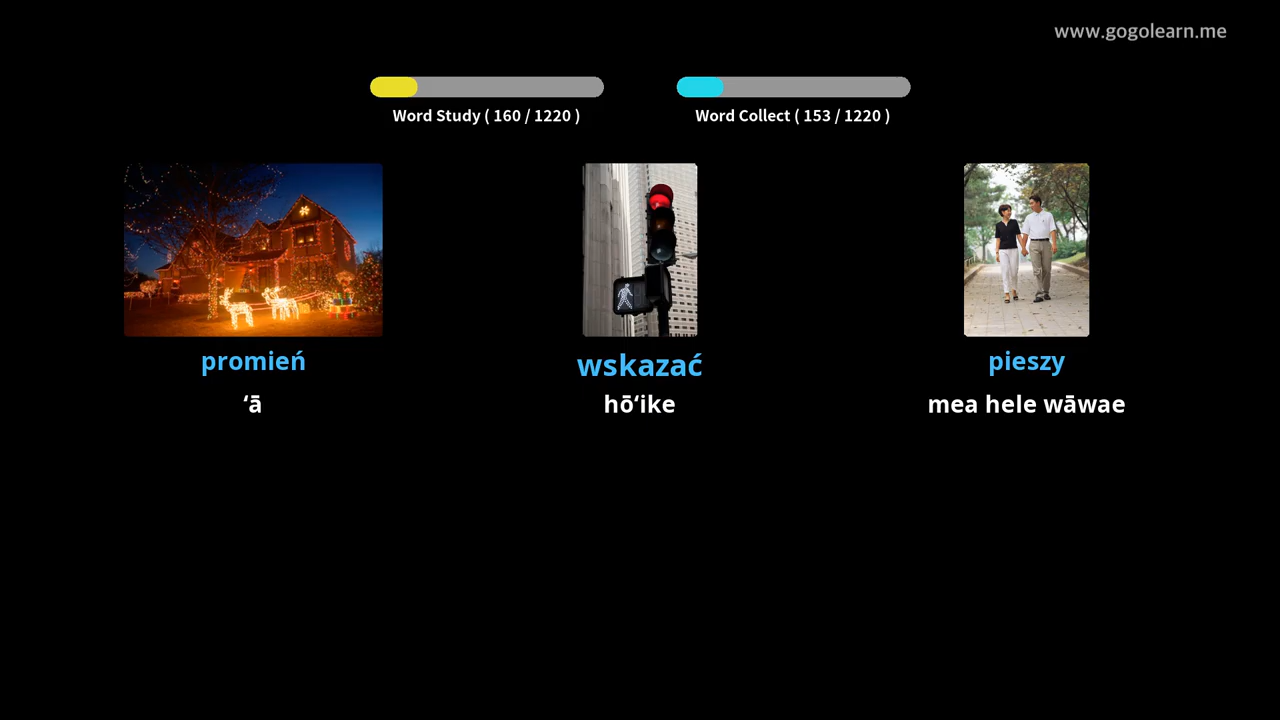 www.gogolearn.me
Word Study ( 160 / 1220 )
Word Collect ( 153 / 1220 )
promień
wskazać
pieszy
ʻā
hōʻike
mea hele wāwae